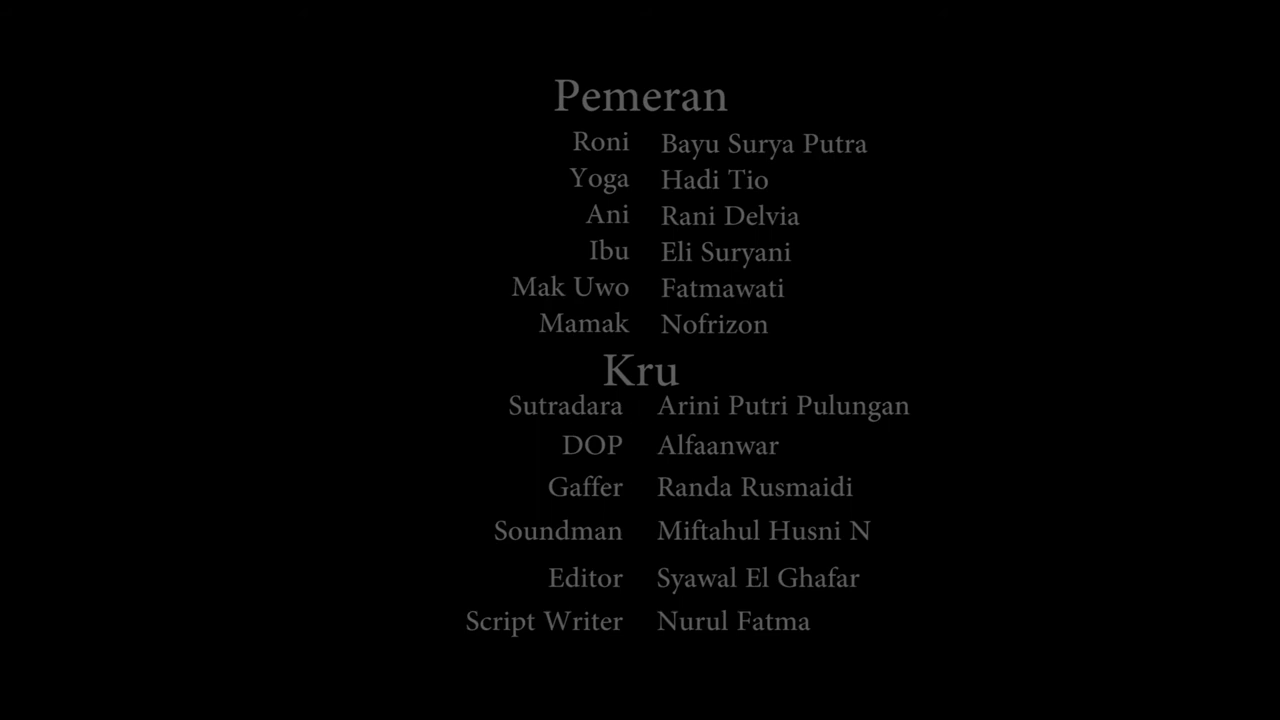 Pemeran
Roni Bayu Surya Putra
Yoga Hadi Tio
Ani Rani Delvia
Ibu Eli Suryani
Mak Uwo Fatmawati
Mamak Nofrizon
Kru
Sutradara Arini Putri Pulungan
DOP Alfaanwar
Gaffer Randa Rusmaidi
Soundman Miftahul Husni N
Editor Syawal El Ghafar
Script Writer Nurul Fatma